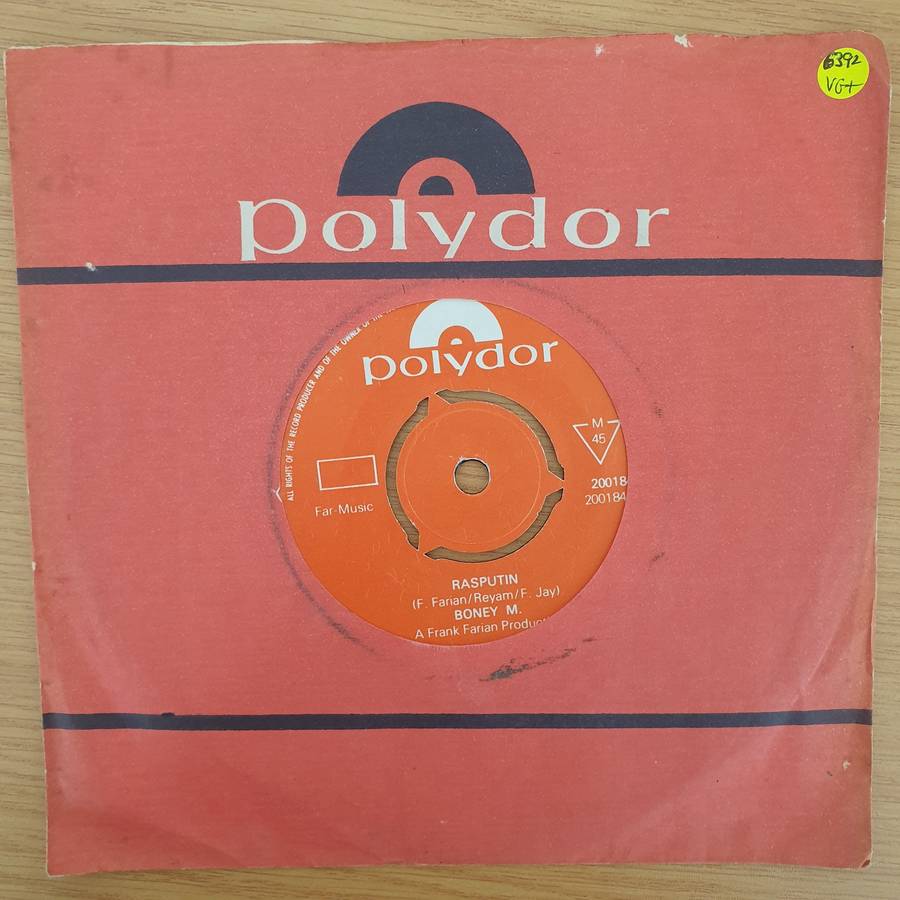 6392
VG+
polydor
ALL RIGHTS OF THE RECORD PRODUCER AND OF THE OWNER OF THE
polydor
M
45
20018
200184
Far-Music
RASPUTIN
(F. Farian/Reyam/F. Jay)
BONEY M.
A Frank Farian Produc